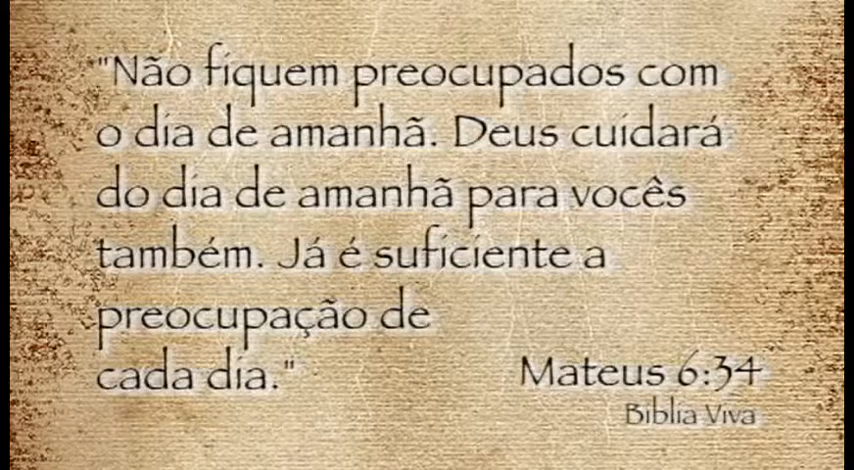 "Não fiquem preocupados com
o dia de amanhã. Deus cuidará
do dia de amanhã para vocês
também. Já é suficiente a
preocupação de
cada dia."
Mateus 6:34
Biblia Viva